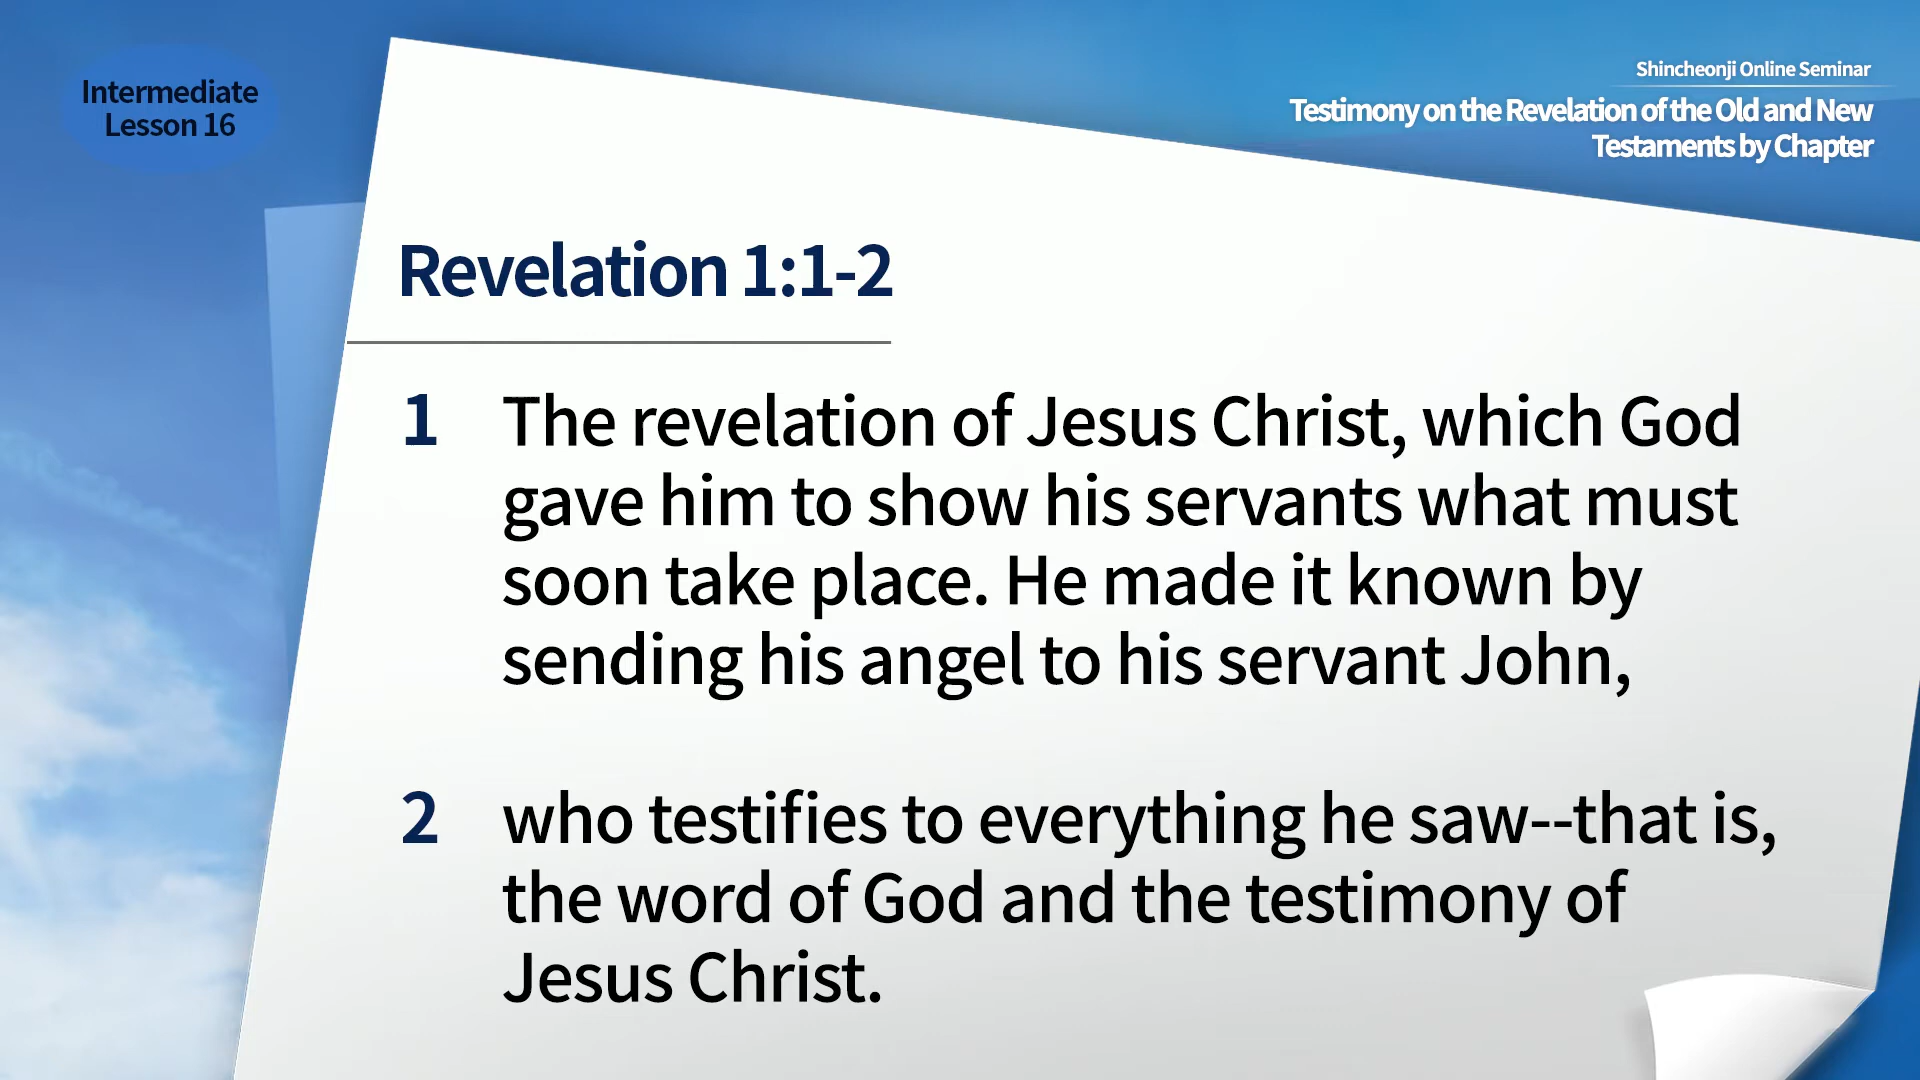 Intermediate
Lesson 16
Shincheonji Online Seminar
Testimony on the Revelation of the Old and New
Testaments by Chapter
Revelation 1:1-2
1 The revelation of Jesus Christ, which God
gave him to show his servants what must
soon take place. He made it known by
sending his angel to his servant John,
2 who testifies to everything he saw--that is,
the word of God and the testimony of
Jesus Christ.